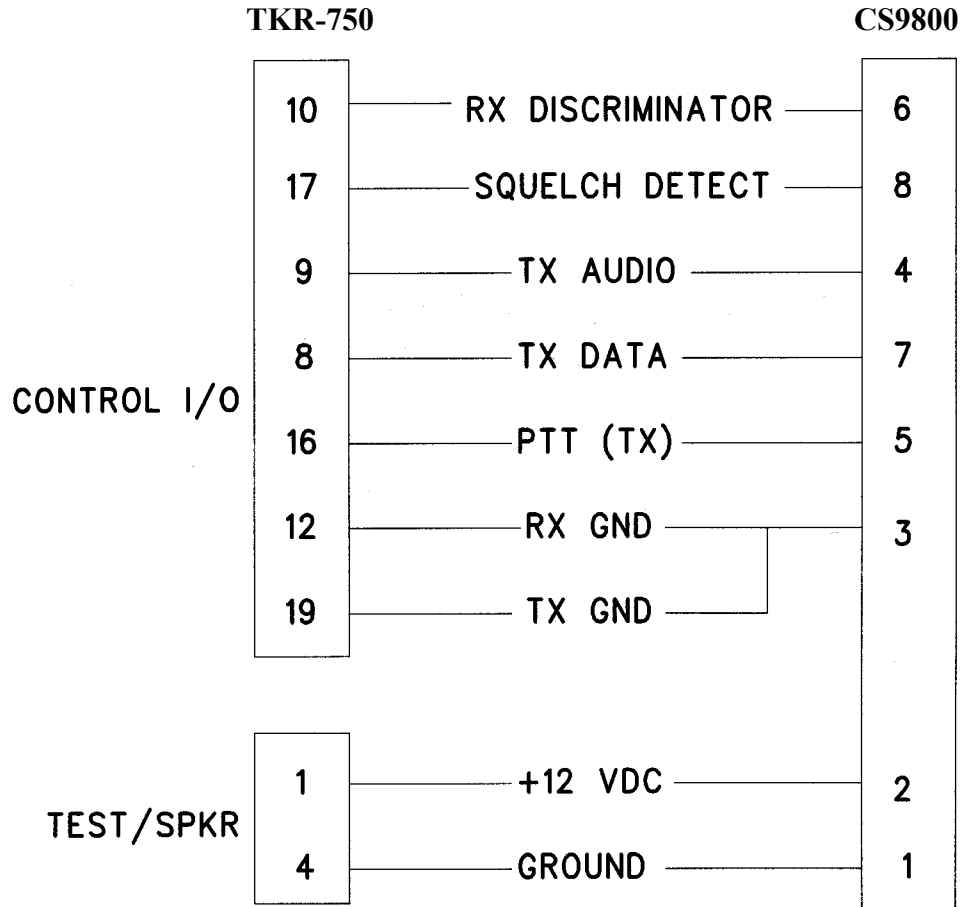 TKR-750 CS9800
10 RX DISCRIMINATOR 6
17 SQUELCH DETECT 8
9 TX AUDIO 4
8 TX DATA 7
CONTROL I/O
16 PTT (TX) 5
12 RX GND 3
19 TX GND
1 +12 VDC 2
TEST/SPKR
4 GROUND 1